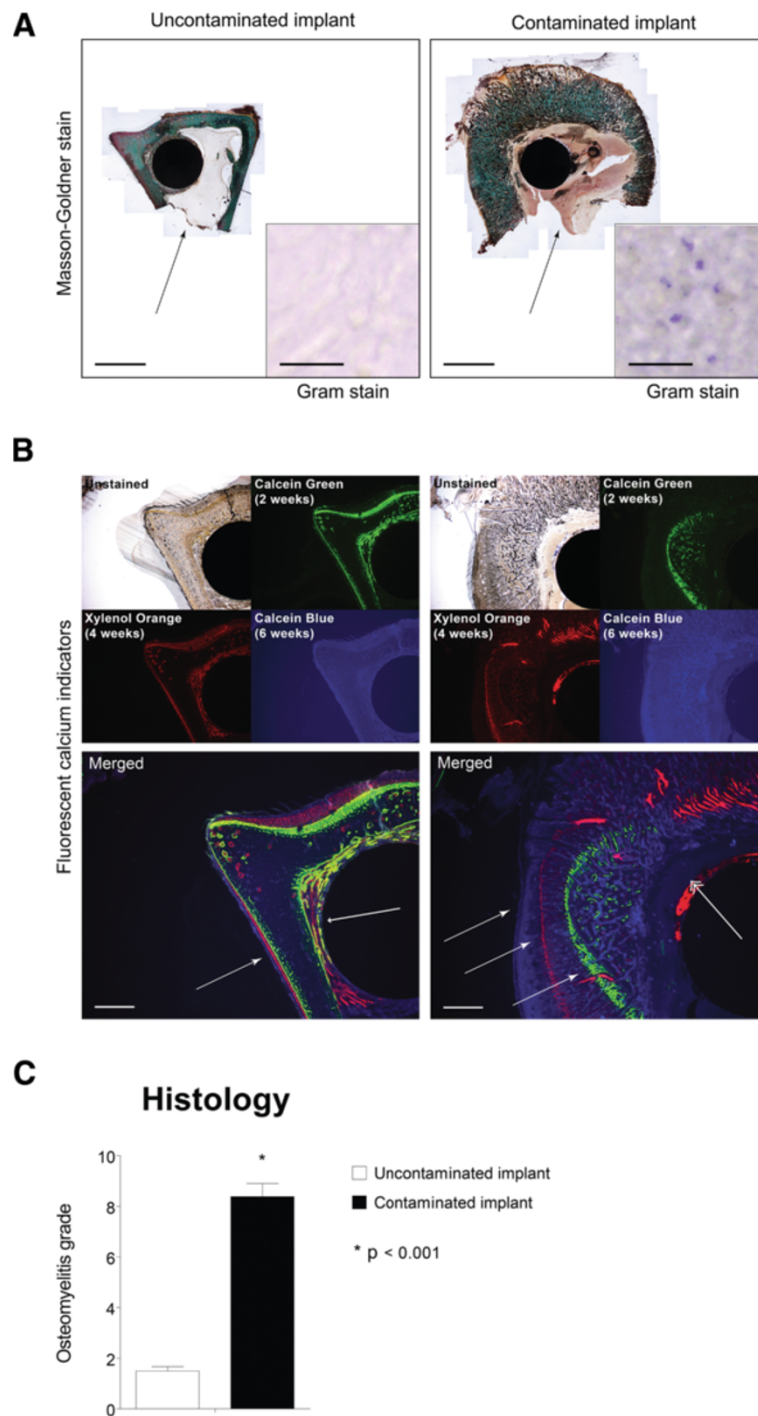 A
Uncontaminated implant
Contaminated implant
Masson-Goldner stain
Gram stain
Gram stain
B
Unstained
Calcein Green
(2 weeks)
Xylenol Orange
(4 weeks)
Calcein Blue
(6 weeks)
Unstained
Calcein Green
(2 weeks)
Xylenol Orange
(4 weeks)
Calcein Blue
(6 weeks)
Fluorescent calcium indicators
Merged
Merged
C
Histology
Osteomyelitis grade
10
8
6
4
2
0
*
Uncontaminated implant
Contaminated implant
* p < 0.001